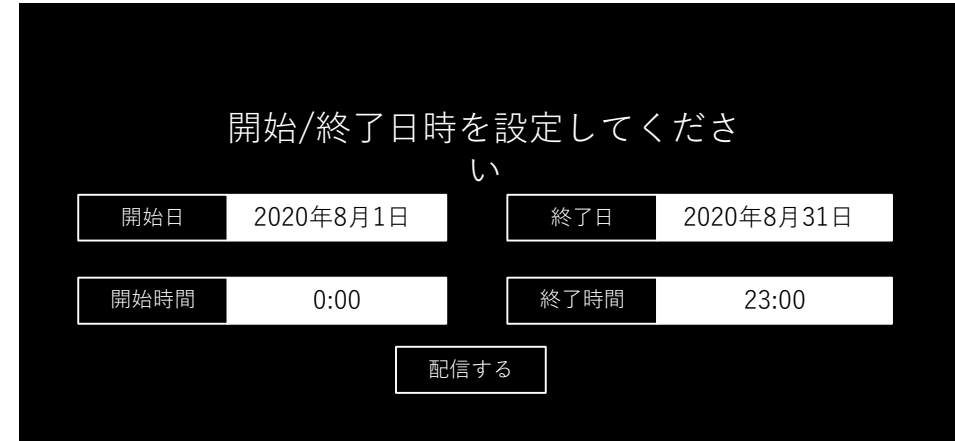 開始/終了日時を設定してくださ
い
開始日 2020年8月1日 終了日 2020年8月31日
開始時間 0:00 終了時間 23:00
配信する